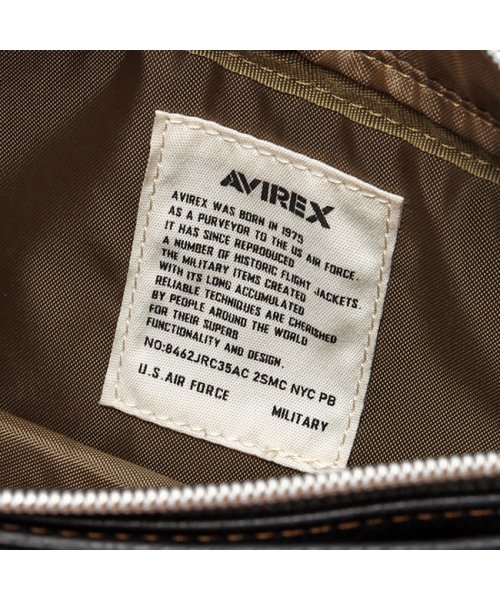 AVIREX
AVIREX WAS BORN IN 1975
AS A PURVEYOR TO THE US AIR FORCE.
IT HAS SINCE REPRODUCED
A NUMBER OF HISTORIC FLIGHT JACKETS.
THE MILITARY ITEMS CREATED
WITH ITS LONG ACCUMULATED
RELIABLE TECHNIQUES ARE CHERISHED
BY PEOPLE AROUND THE WORLD
FOR THEIR SUPERB
FUNCTIONALITY AND DESIGN.
NO:8462JRC35AC 2SMC NYC PB
U.S.AIR FORCE MILITARY